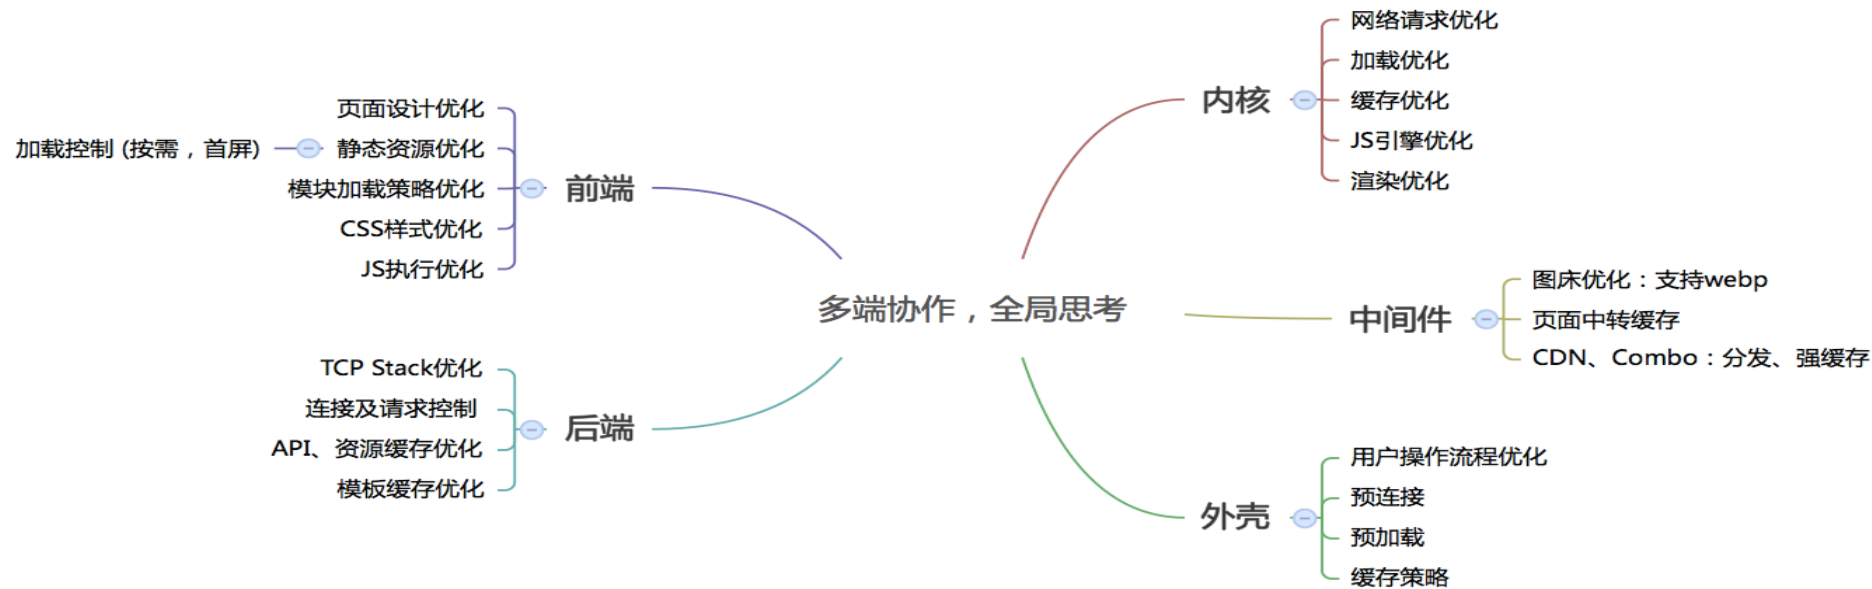 多端协作，全局思考
内核
网络请求优化
加载优化
缓存优化
JS引擎优化
渲染优化
中间件
图床优化：支持webp
页面中转缓存
CDN、Combo：分发、强缓存
外壳
用户操作流程优化
预连接
预加载
缓存策略
前端
页面设计优化
静态资源优化
加载控制 (按需，首屏)
模块加载策略优化
CSS样式优化
JS执行优化
后端
TCP Stack优化
连接及请求控制
API、资源缓存优化
模板缓存优化